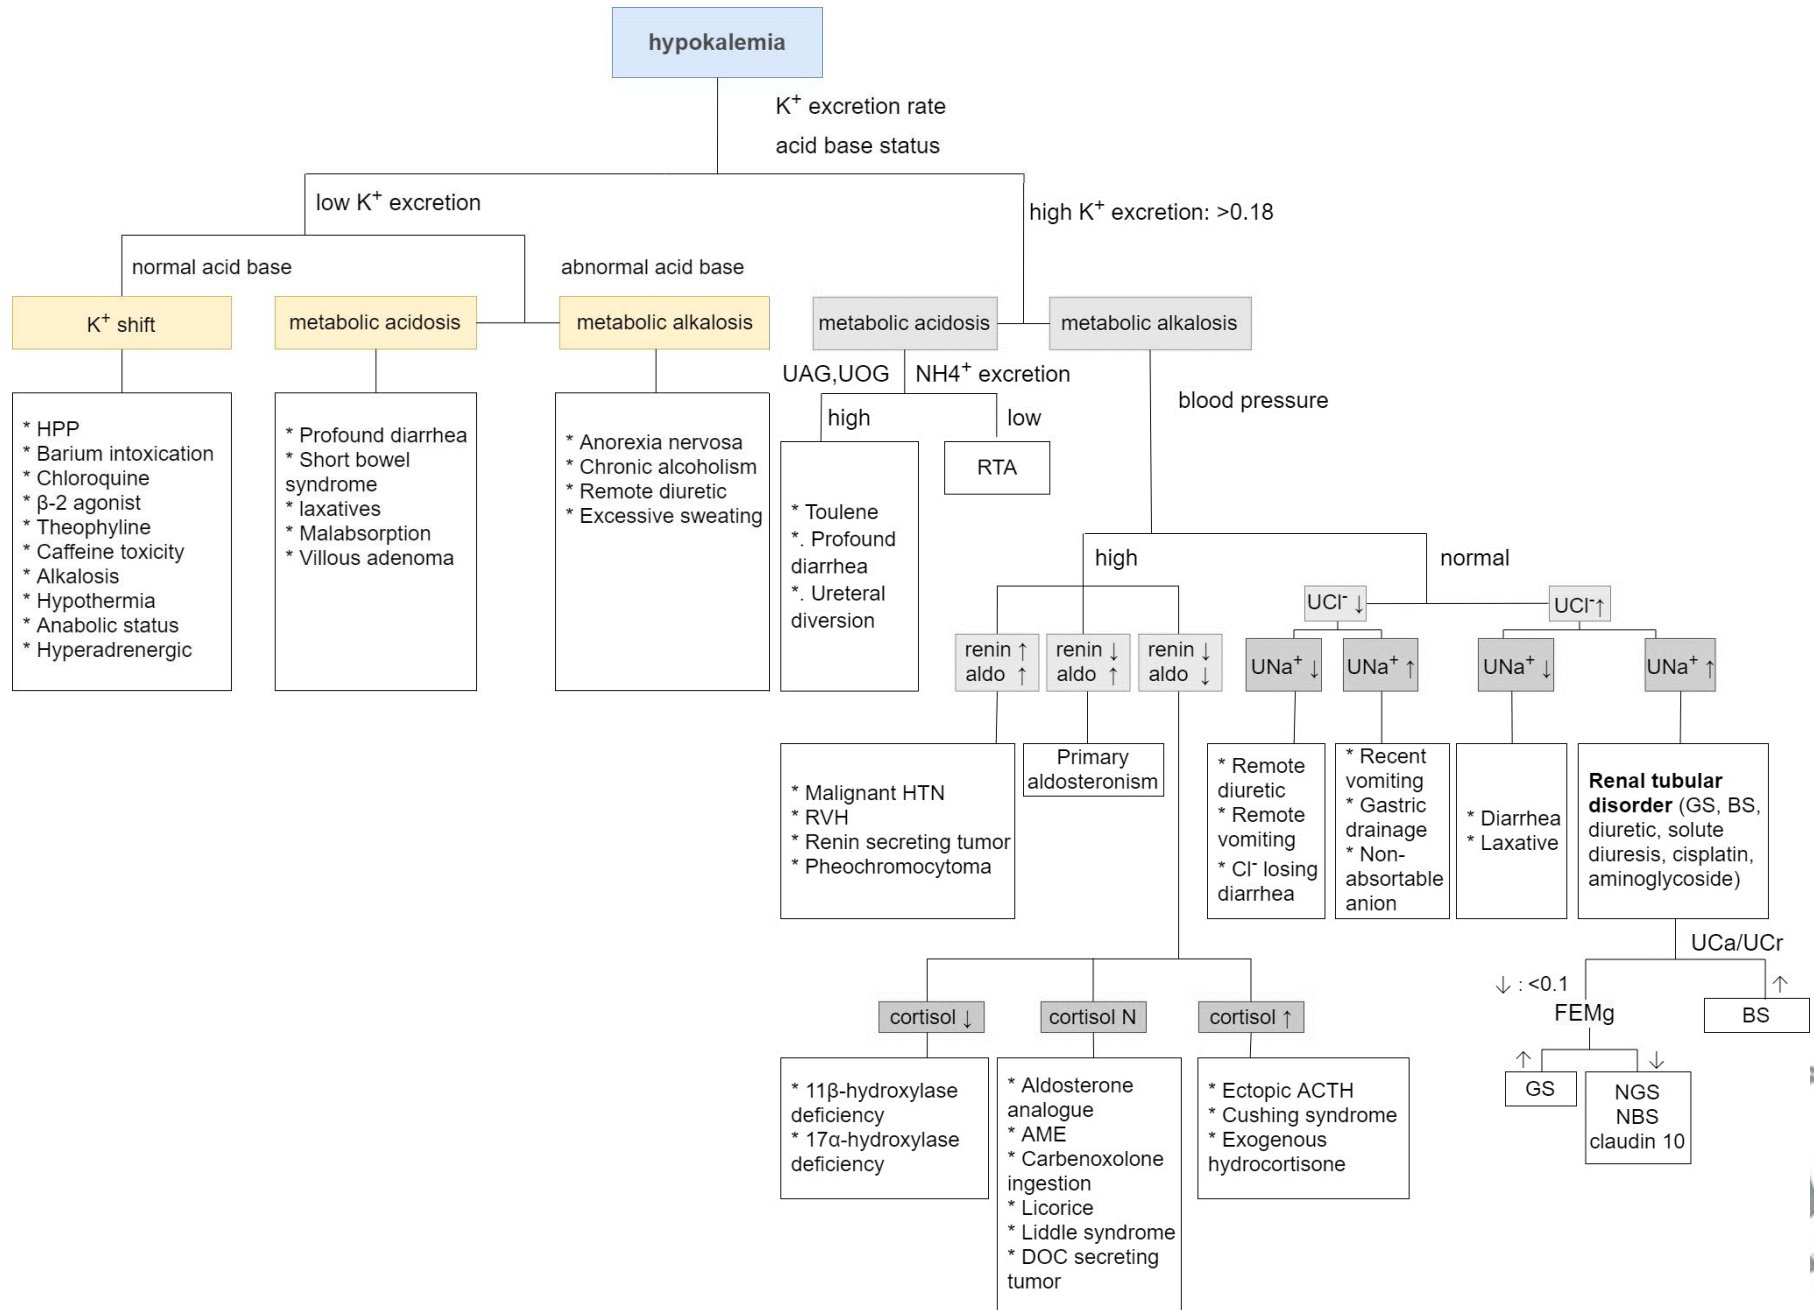 hypokalemia
K+ excretion rate
acid base status
low K+ excretion
high K+ excretion: >0.18
normal acid base
abnormal acid base
K+ shift
metabolic acidosis
metabolic alkalosis
metabolic acidosis
metabolic alkalosis
* HPP
* Barium intoxication
* Chloroquine
* β-2 agonist
* Theophyline
* Caffeine toxicity
* Alkalosis
* Hypothermia
* Anabolic status
* Hyperadrenergic
* Profound diarrhea
* Short bowel
syndrome
* laxatives
* Malabsorption
* Villous adenoma
* Anorexia nervosa
* Chronic alcoholism
* Remote diuretic
* Excessive sweating
UAG,UOG
NH4+ excretion
high
low
* Toulene
*. Profound
diarrhea
*. Ureteral
diversion
RTA
blood pressure
high
normal
renin ↑
aldo ↑
renin ↓
aldo ↑
renin ↓
aldo ↓
UCl- ↓
UCl-↑
UNa+ ↓
UNa+ ↑
UNa+ ↓
UNa+ ↑
* Malignant HTN
* RVH
* Renin secreting tumor
* Pheochromocytoma
Primary
aldosteronism
* Remote
diuretic
* Remote
vomiting
* Cl- losing
diarrhea
* Recent
vomiting
* Gastric
drainage
* Non-
absortable
anion
* Diarrhea
* Laxative
Renal tubular
disorder (GS, BS,
diuretic, solute
diuresis, cisplatin,
aminoglycoside)
UCa/UCr
↓ : <0.1
↑
FEMg
BS
↑
↓
GS
NGS
NBS
claudin 10
cortisol ↓
cortisol N
cortisol ↑
* 11β-hydroxylase
deficiency
* 17α-hydroxylase
deficiency
* Aldosterone
analogue
* AME
* Carbenoxolone
ingestion
* Licorice
* Liddle syndrome
* DOC secreting
tumor
* Ectopic ACTH
* Cushing syndrome
* Exogenous
hydrocortisone